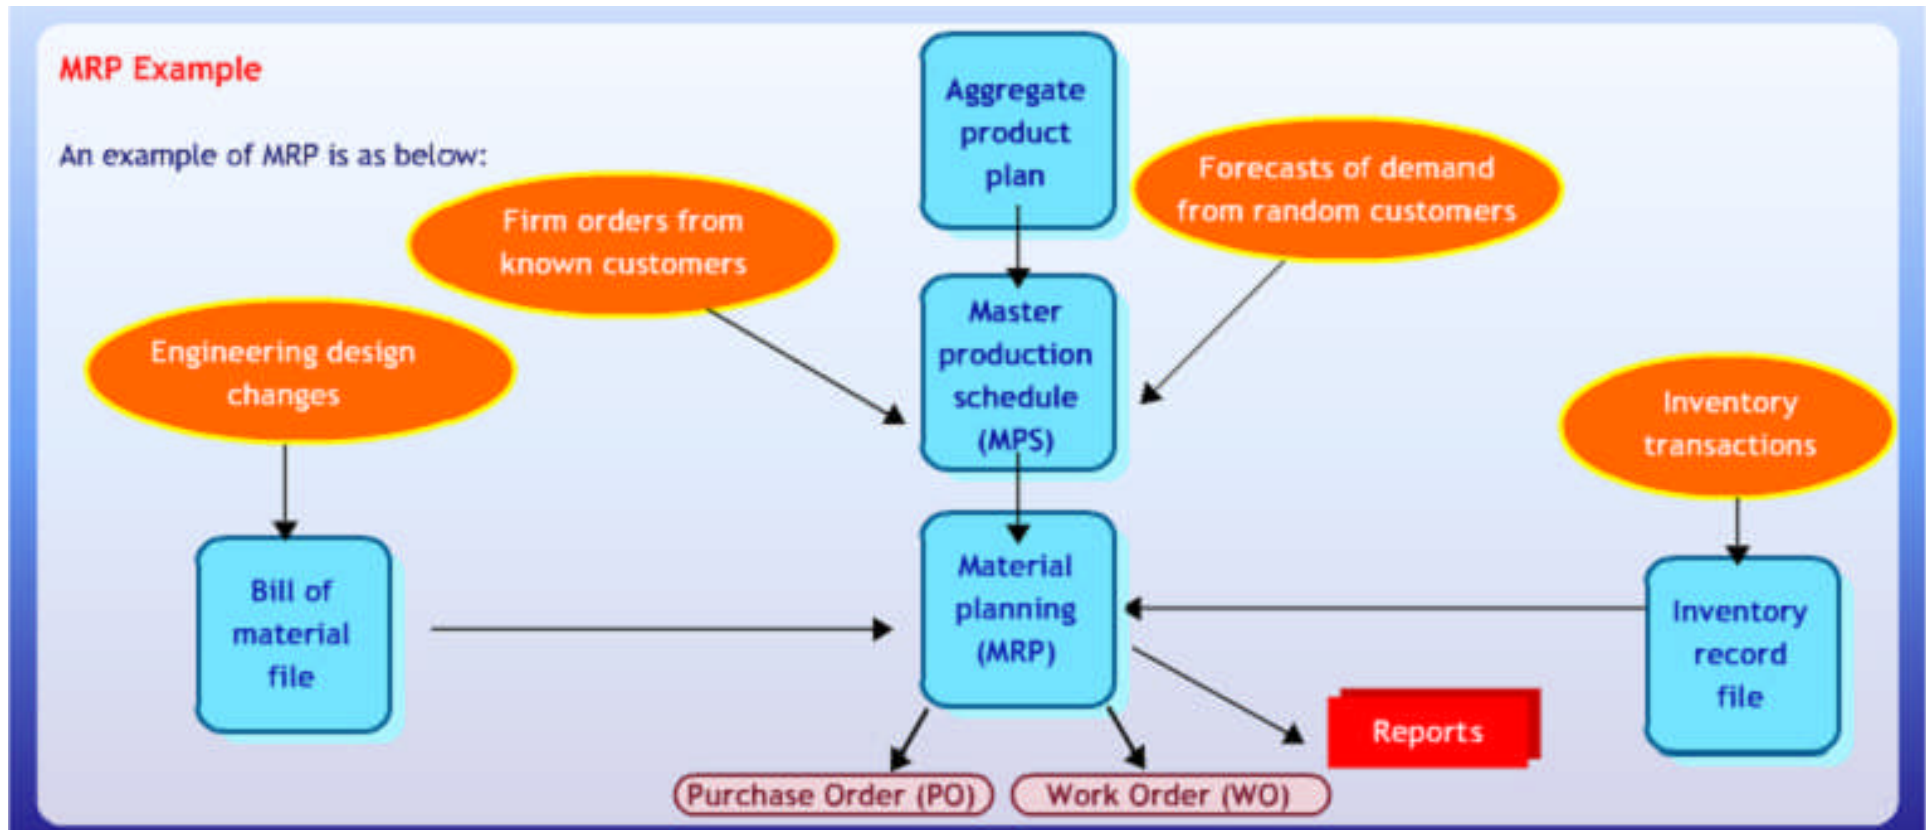 MRP Example
An example of MRP is as below:
Aggregate
product
plan
Forecasts of demand
from random customers
Firm orders from
known customers
Master
production
schedule
(MPS)
Engineering design
changes
Inventory
transactions
Bill of
material
file
Material
planning
(MRP)
Inventory
record
file
Reports
Purchase Order (PO)
Work Order (WO)